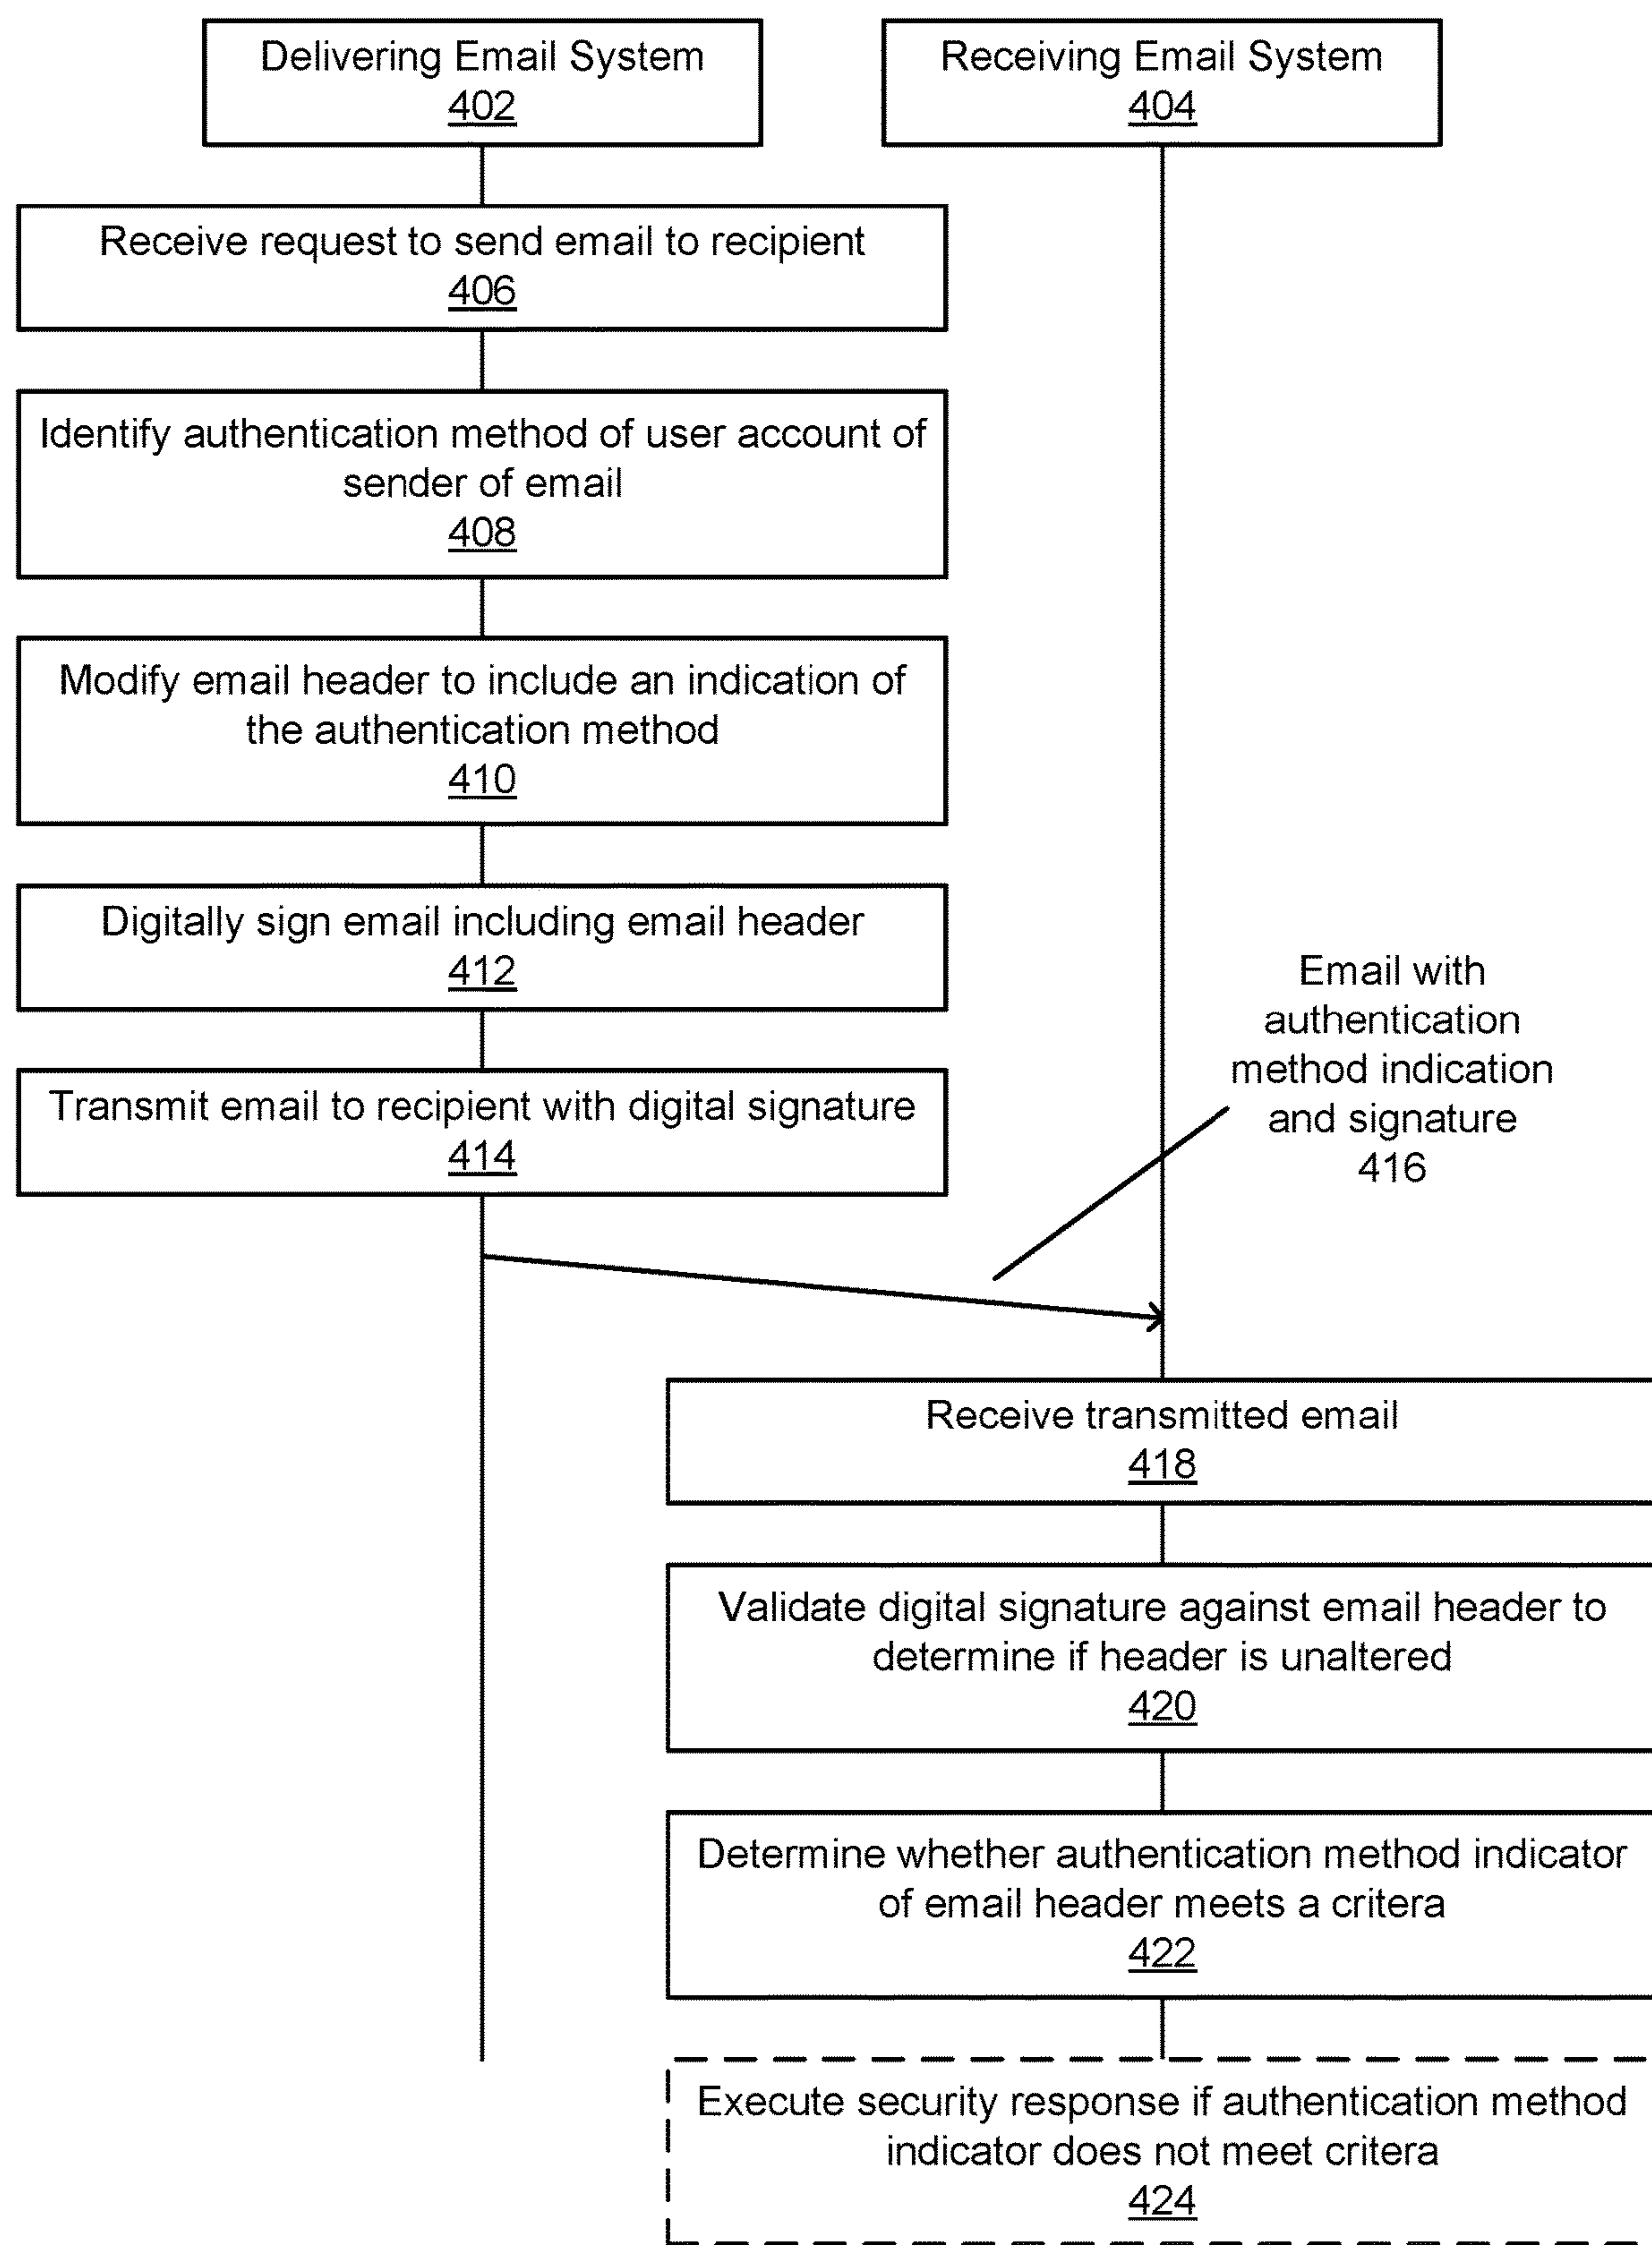 Delivering Email System
402
Receiving Email System
404
Receive request to send email to recipient
406
Identify authentication method of user account of
sender of email
408
Modify email header to include an indication of
the authentication method
410
Digitally sign email including email header
412
Email with
authentication
method indication
and signature
416
Transmit email to recipient with digital signature
414
Receive transmitted email
418
Validate digital signature against email header to
determine if header is unaltered
420
Determine whether authentication method indicator
of email header meets a critera
422
Execute security response if authentication method
indicator does not meet critera
424